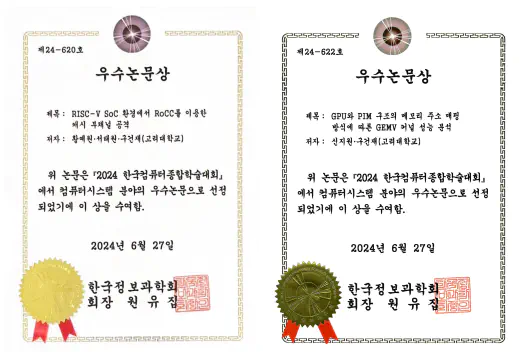 제24-620호
우수논문상
제목 : RISC-V SoC 환경에서 RoCC를 이용한
캐시 부채널 공격
저자 : 황예원·서태원·구건재(고려대학교)
위 논문은 「2024 한국컴퓨터종합학술대회」
에서 컴퓨터시스템 분야의 우수논문으로 선정
되었기에 이 상을 수여함.
2024년 6월 27일
한국정보과학회
회장 원유집
제24-622호
우수논문상
제목 : GPU와 PIM 구조의 메모리 주소 매핑
방식에 따른 GEMV 커널 성능 분석
저자 : 신지원·구건재(고려대학교)
위 논문은 「2024 한국컴퓨터종합학술대회」
에서 컴퓨터시스템 분야의 우수논문으로 선정
되었기에 이 상을 수여함.
2024년 6월 27일
한국정보과학회
회장 원유집